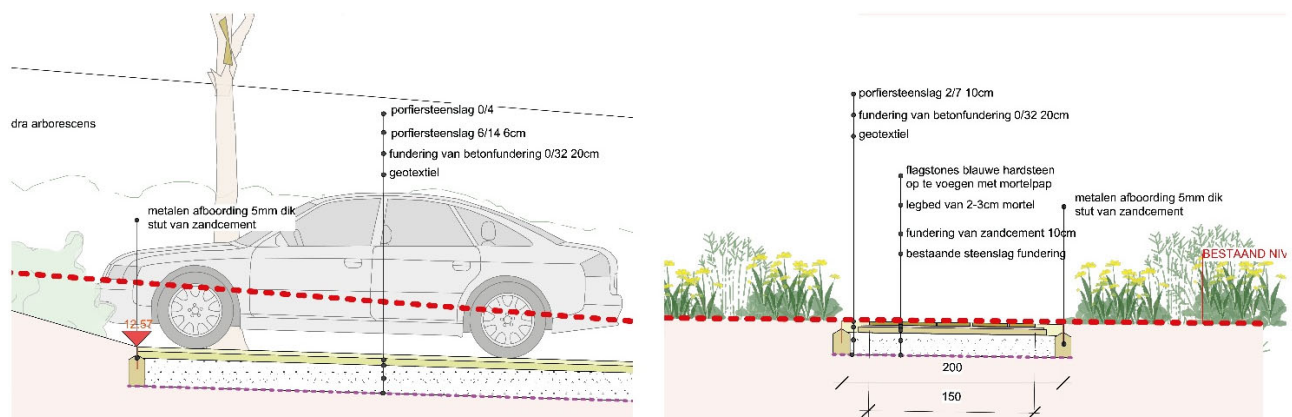 dra arborescens
porfiersteenslag 0/4
porfiersteenslag 6/14 6cm
fundering van betonfundering 0/32 20cm
geotextiel
metalen afboording 5mm dik
stut van zandcement
12.57
porfiersteenslag 2/7 10cm
fundering van betonfundering 0/32 20cm
geotextiel
flagstones blauwe hardsteen
op te voegen met mortelpap
legbed van 2-3cm mortel
fundering van zandcement 10cm
bestaande steenslag fundering
metalen afboording 5mm dik
stut van zandcement
BESTAAND NIV
200
150